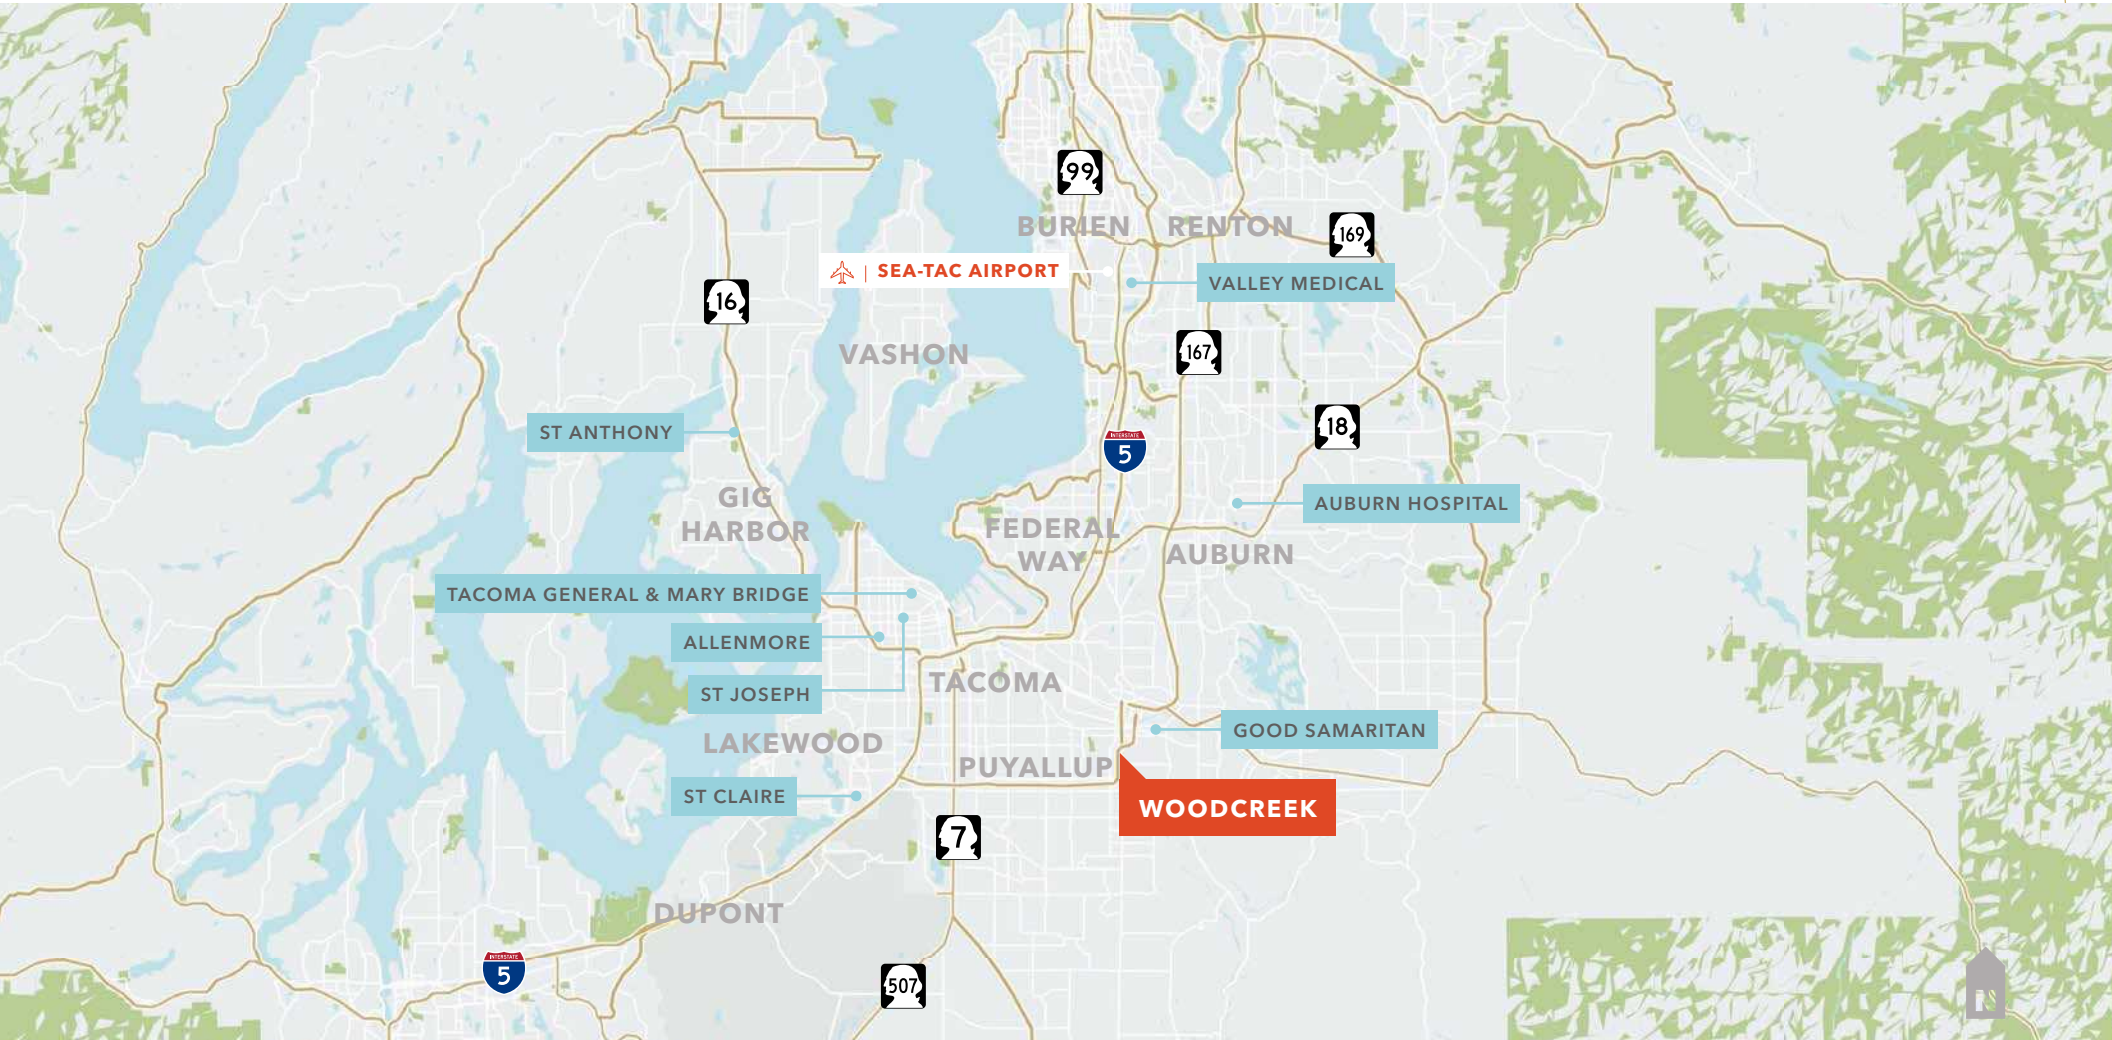 99
BURIEN
RENTON
169
SEA-TAC AIRPORT
VALLEY MEDICAL
16
VASHON
167
ST ANTHONY
18
INTERSTATE
5
GIG
HARBOR
AUBURN HOSPITAL
FEDERAL
WAY
AUBURN
TACOMA GENERAL & MARY BRIDGE
ALLENMORE
TACOMA
ST JOSEPH
GOOD SAMARITAN
LAKEWOOD
PUYALLUP
ST CLAIRE
WOODCREEK
7
DUPONT
INTERSTATE
5
507
N